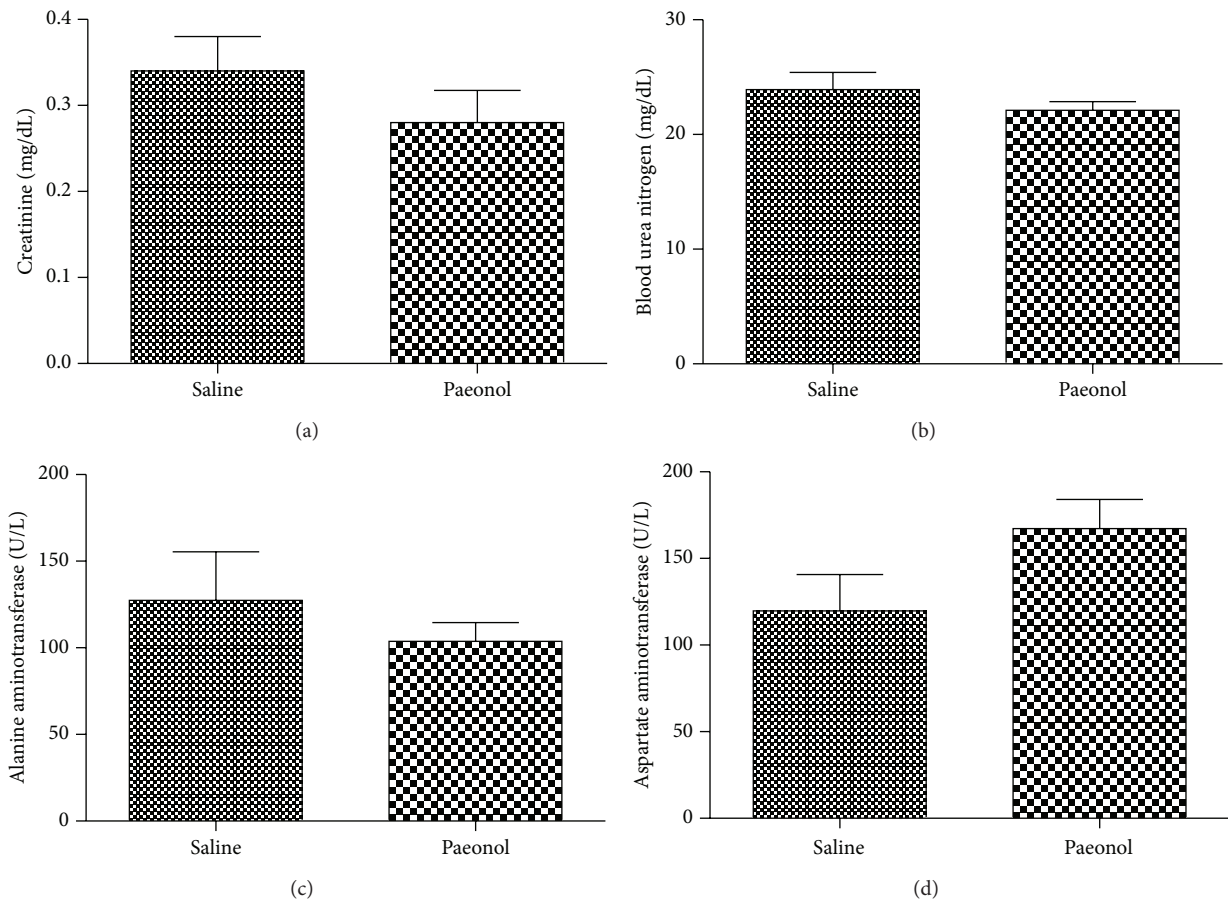 Creatinine (mg/dL)
0.4
0.3
0.2
0.1
0.0
Saline
Paeonol
(a)
Blood urea nitrogen (mg/dL)
30
20
10
0
Saline
Paeonol
(b)
Alanine aminotransferase (U/L)
200
150
100
50
0
Saline
Paeonol
(c)
Aspartate aminotransferase (U/L)
200
150
100
50
0
Saline
Paeonol
(d)